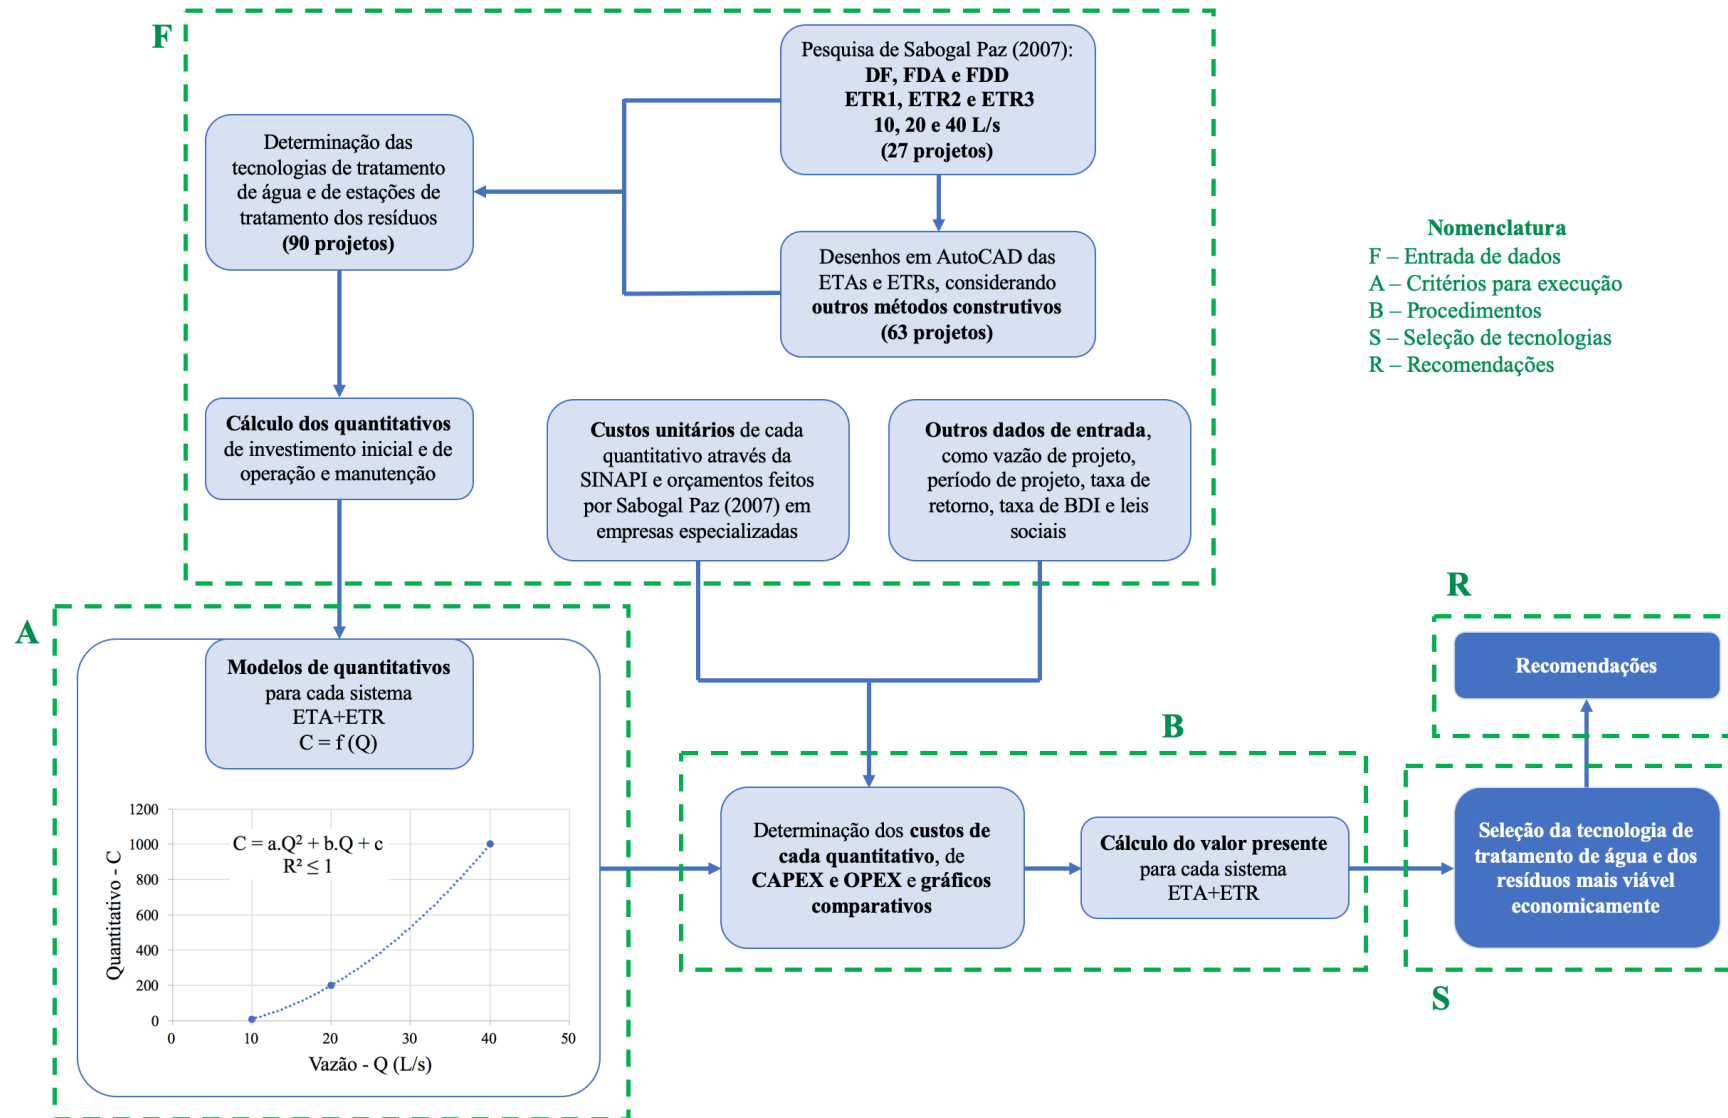 F
Pesquisa de Sabogal Paz (2007):
DF, FDA e FDD
ETR1, ETR2 e ETR3
10, 20 e 40 L/s
(27 projetos)
Determinação das
tecnologias de tratamento
de água e de estações de
tratamento dos resíduos
(90 projetos)
Desenhos em AutoCAD das
ETAs e ETRs, considerando
outros métodos construtivos
(63 projetos)
Nomenclatura
F – Entrada de dados
A – Critérios para execução
B – Procedimentos
S – Seleção de tecnologias
R – Recomendações
Cálculo dos quantitativos
de investimento inicial e de
operação e manutenção
Custos unitários de cada
quantitativo através da
SINAPI e orçamentos feitos
por Sabogal Paz (2007) em
empresas especializadas
Outros dados de entrada,
como vazão de projeto,
período de projeto, taxa de
retorno, taxa de BDI e leis
sociais
A
Modelos de quantitativos
para cada sistema
ETA+ETR
C = f (Q)
1200
1000
800
600
400
200
0
Quantitativo - C
C = a.Q² + b.Q + c
R² ≤ 1
0 10 20 30 40 50
Vazão - Q (L/s)
B
Determinação dos custos de
cada quantitativo, de
CAPEX e OPEX e gráficos
comparativos
Cálculo do valor presente
para cada sistema
ETA+ETR
R
Recomendações
Seleção da tecnologia de
tratamento de água e dos
resíduos mais viável
economicamente
S